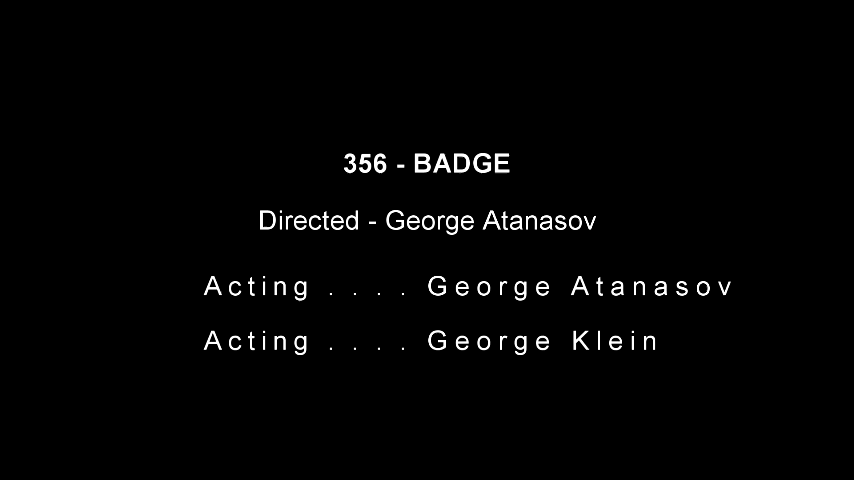 356 - BADGE
Directed - George Atanasov
Acting . . . . George Atanasov
Acting . . . . George Klein